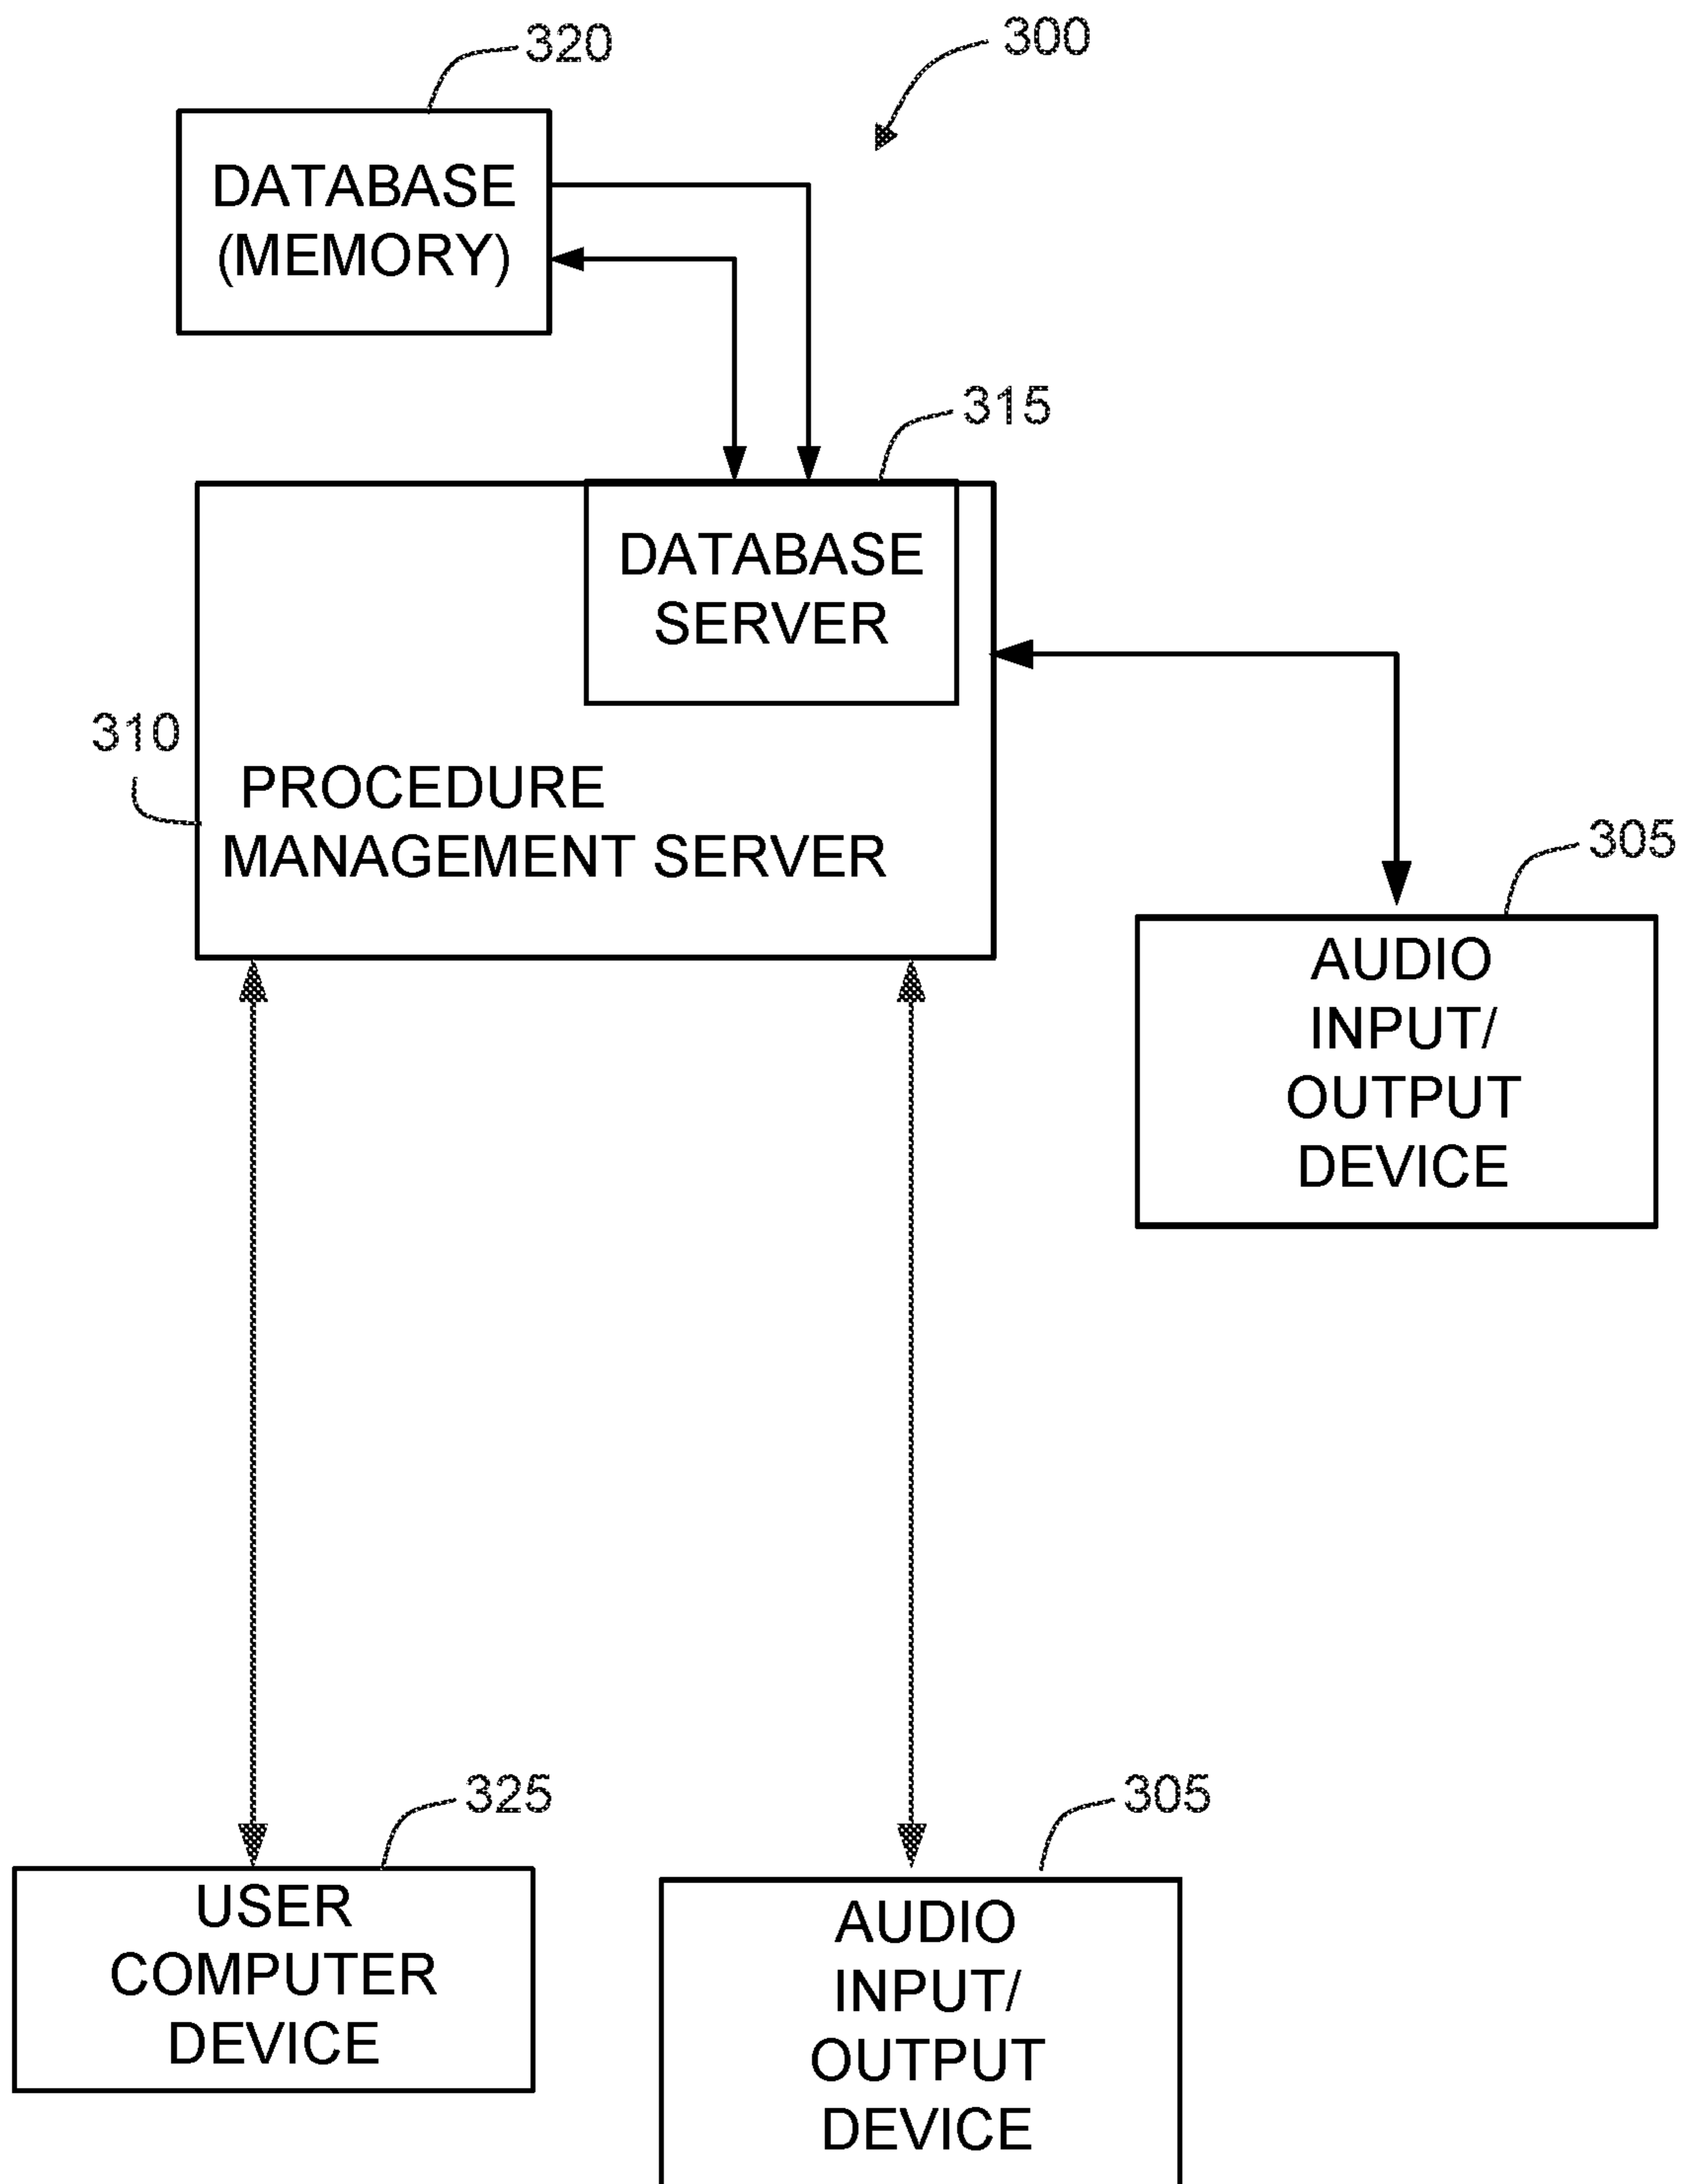 320
300
DATABASE
(MEMORY)
315
DATABASE
SERVER
310
PROCEDURE
MANAGEMENT SERVER
305
AUDIO
INPUT/
OUTPUT
DEVICE
325
305
USER
COMPUTER
DEVICE
AUDIO
INPUT/
OUTPUT
DEVICE